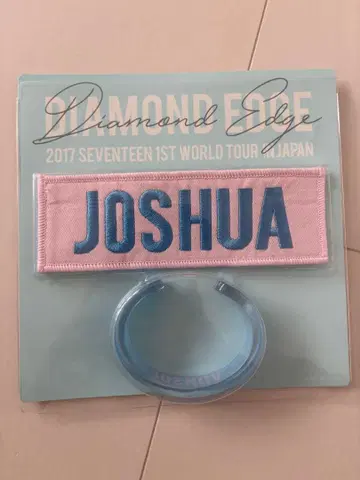 DIAMOND EDGE
Diamond Edge
2017 SEVENTEEN 1ST WORLD TOUR IN JAPAN
JOSHUA